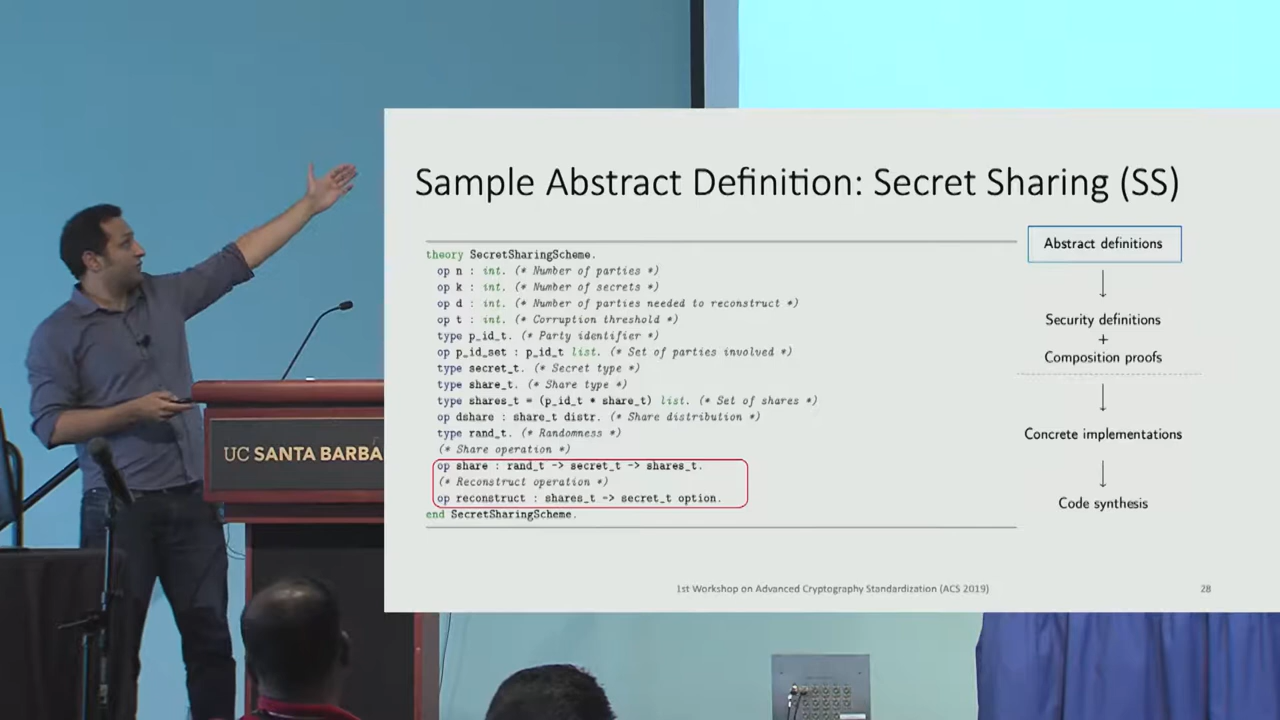 Sample Abstract Definition: Secret Sharing (SS)
theory SecretSharingScheme.
op n : int. (* Number of parties *)
op k : int. (* Number of secrets *)
op d : int. (* Number of parties needed to reconstruct *)
op t : int. (* Corruption threshold *)
type p_id_t. (* Party identifier *)
op p_id_set : p_id_t list. (* Set of parties involved *)
type secret_t. (* Secret type *)
type share_t. (* Share type *)
type shares_t = (p_id_t * share_t) list. (* Set of shares *)
op dshare : share_t distr. (* Share distribution *)
type rand_t. (* Randomness *)
(* Share operation *)
op share : rand_t -> secret_t -> shares_t.
(* Reconstruct operation *)
op reconstruct : shares_t -> secret_t option.
end SecretSharingScheme.
Abstract definitions
Security definitions
+
Composition proofs
Concrete implementations
Code synthesis
1st Workshop on Advanced Cryptography Standardization (ACS 2019)
28
UC SANTA BARBA